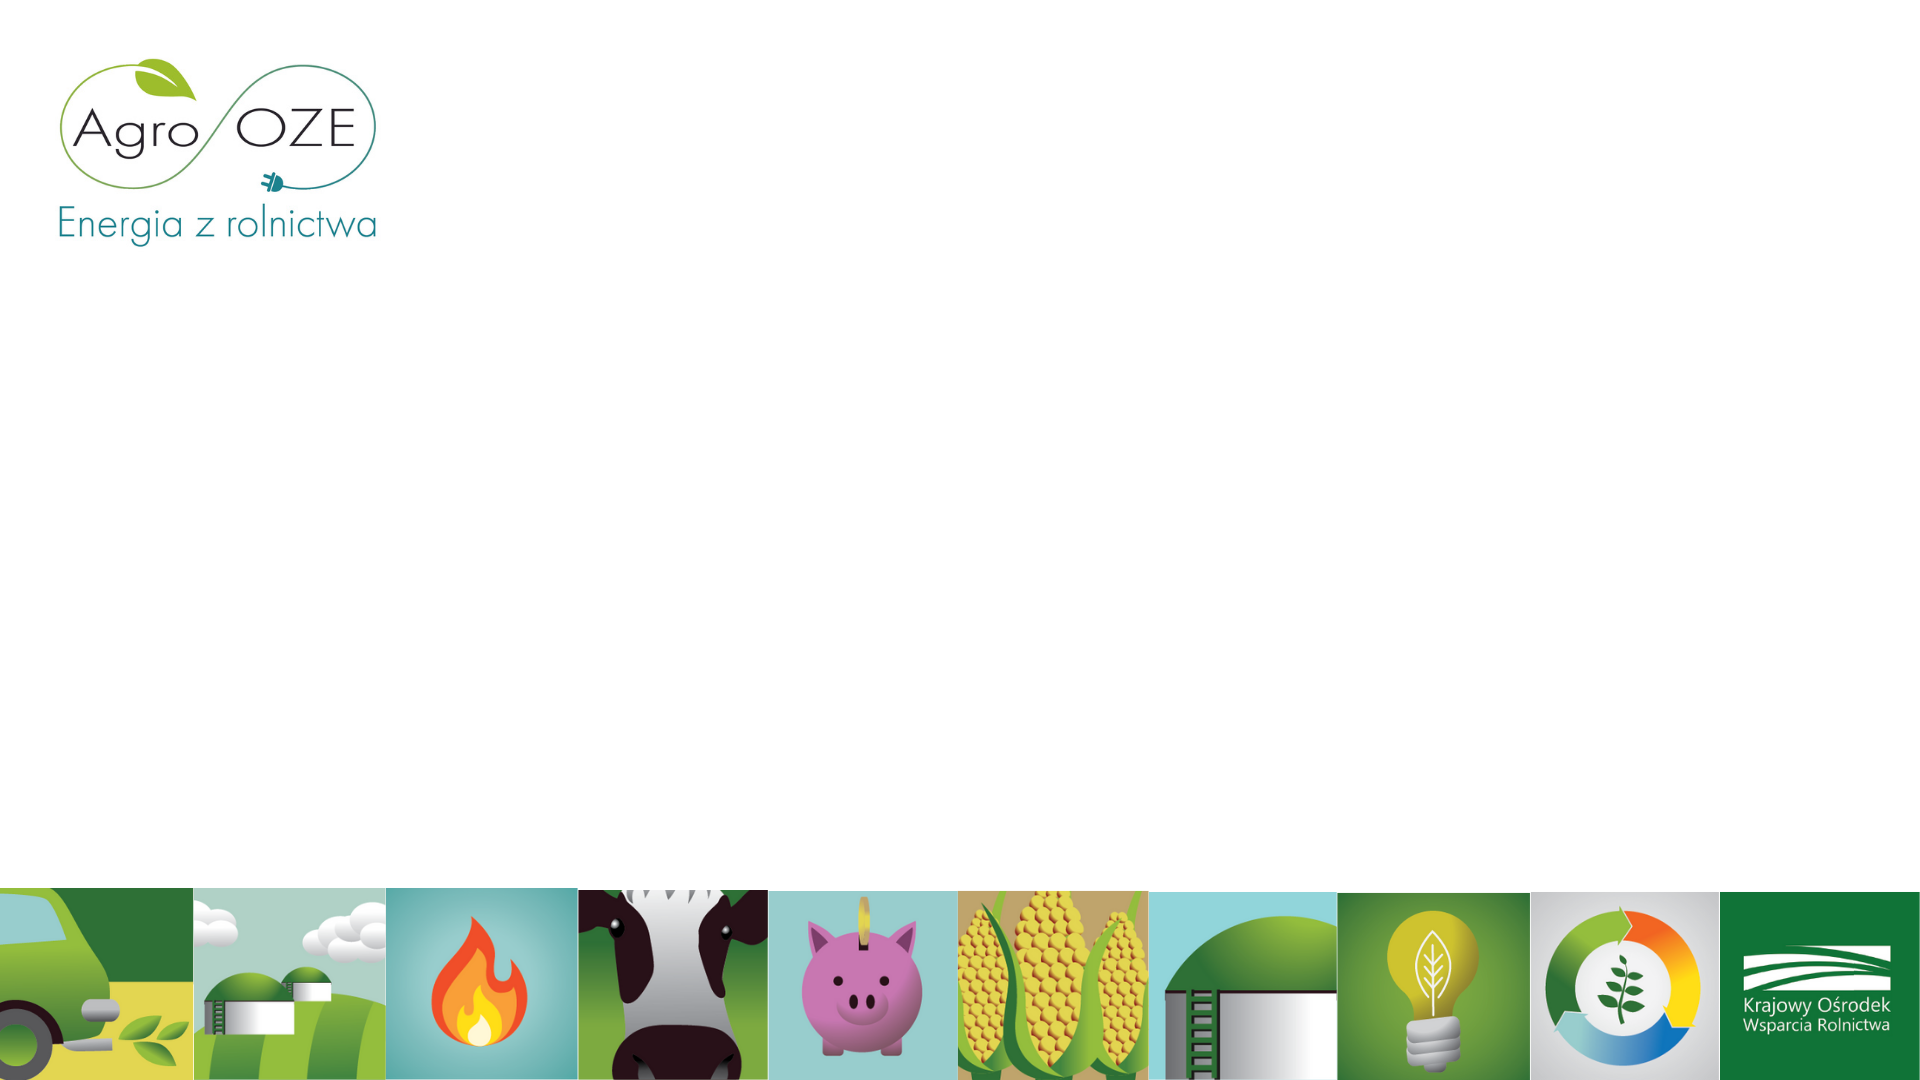 Agro OZE
Energia z rolnictwa
Krajowy Ośrodek
Wsparcia Rolnictwa